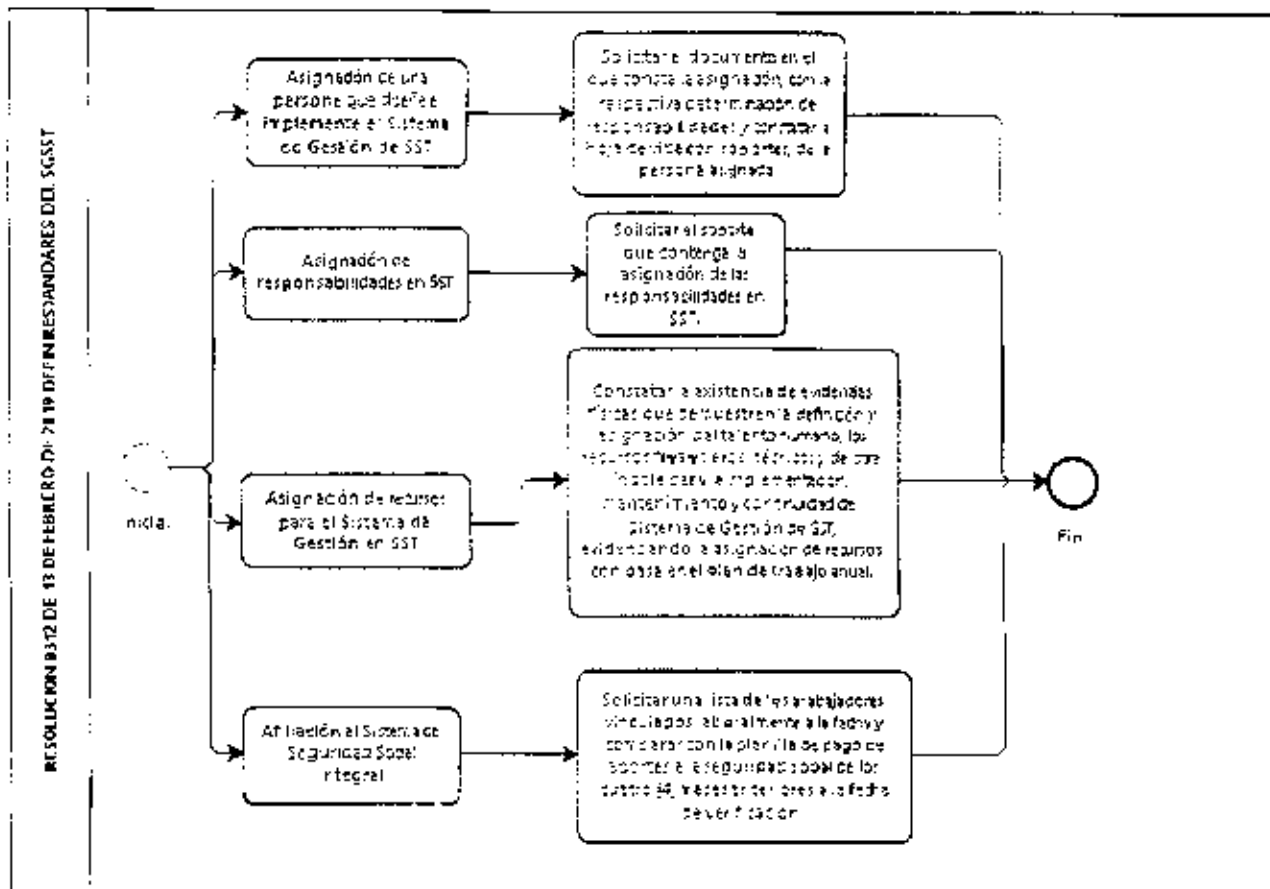 RESOLUCION 0312 DE 13 DE FEBRERO DE 2019 DEFINE ESTANDARES DEL SGSST
Asignación de una
persona que diseñe e
implemente el Sistema
de Gestión de SST
Solicitar el documento en el
que consta la asignación, con la
respectiva determinación de
responsabilidades y constatar la
hoja de vida con soportes, de la
persona asignada
Asignación de
responsabilidades en SST
Solicitar el soporte
que contenga la
asignación de las
responsabilidades en
SST.
Inicial
Asignación de recursos
para el Sistema de
Gestión en SST
Constatar la existencia de evidencias
físicas que demuestren la definición y
asignación del talento humano, los
recursos financieros, técnicos y de otra
índole para la implementación,
mantenimiento y continuidad del
Sistema de Gestión de SST,
evidenciando la asignación de recursos
con base en el plan de trabajo anual.
Fin
Afiliación al Sistema de
Seguridad Social
Integral
Solicitar una lista de los trabajadores
vinculados laboralmente a la fecha y
comparar con la planilla de pago de
aportes a la seguridad social de los
cuatro (4) meses anteriores a la fecha
de verificación